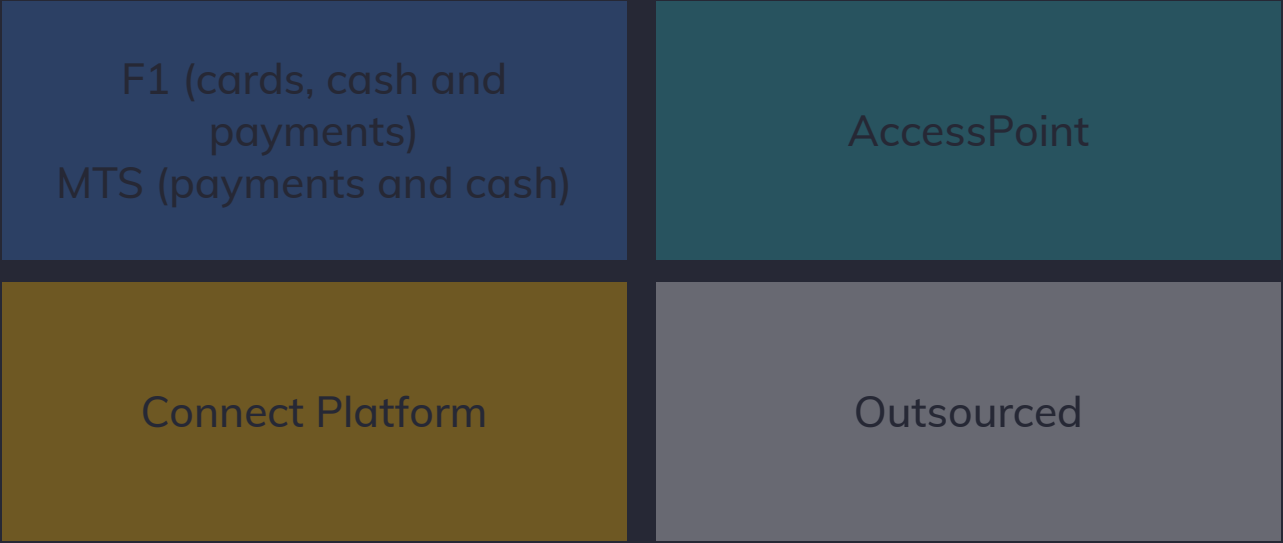 F1 (cards, cash and
payments)
MTS (payments and cash)
AccessPoint
Connect Platform
Outsourced